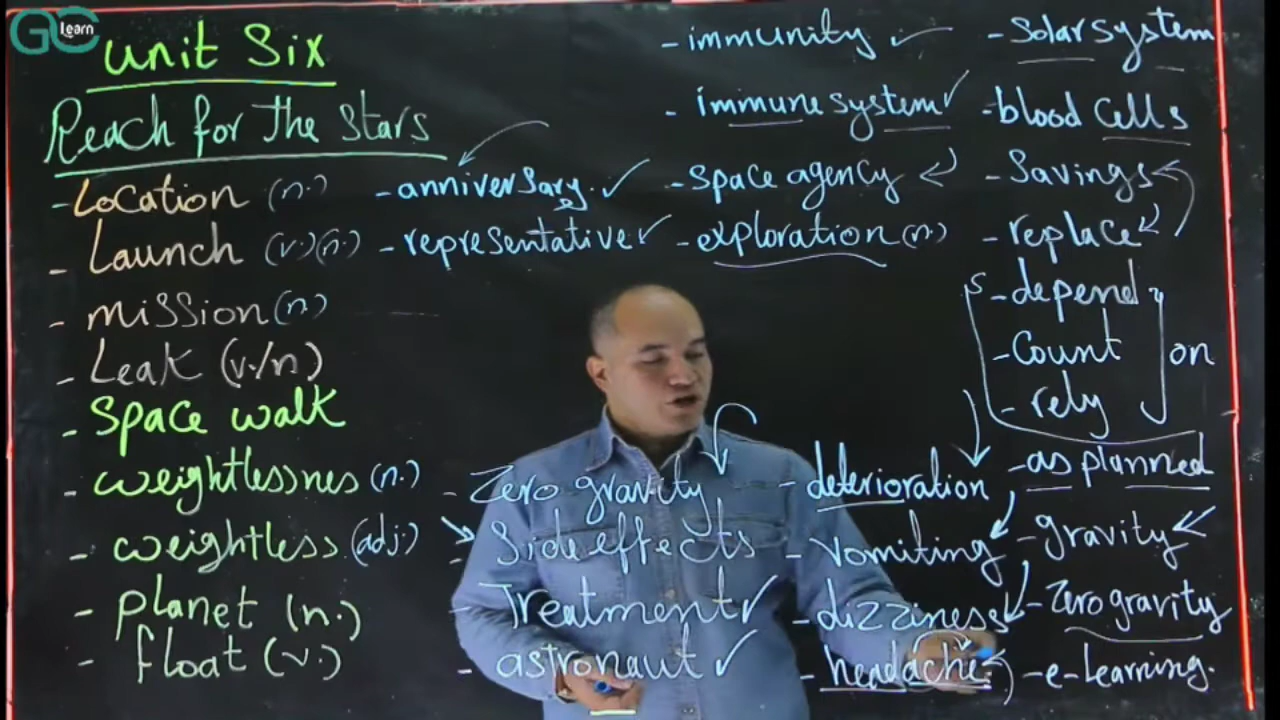 GC Learn
unit Six
Reach for The Stars
- Location (n.)
- Launch (v.)(n.)
- mission (n.)
- Leak (v./n)
- Space walk
- weightlessnes (n.)
- weightless (adj.)
- planet (n.)
- float (v.)
- anniversary.
- representative
- Zero gravity
- Side effects
- Treatment
- astronaut
- immunity
- immune system
- space agency
- exploration (n.)
- deterioration
- vomiting
- dizziness
- headache
- Solar system
- blood Cells
- Savings
- replace
- depend
- Count on
- rely
- as planned
- gravity
- Zero gravity
- e-Learning.